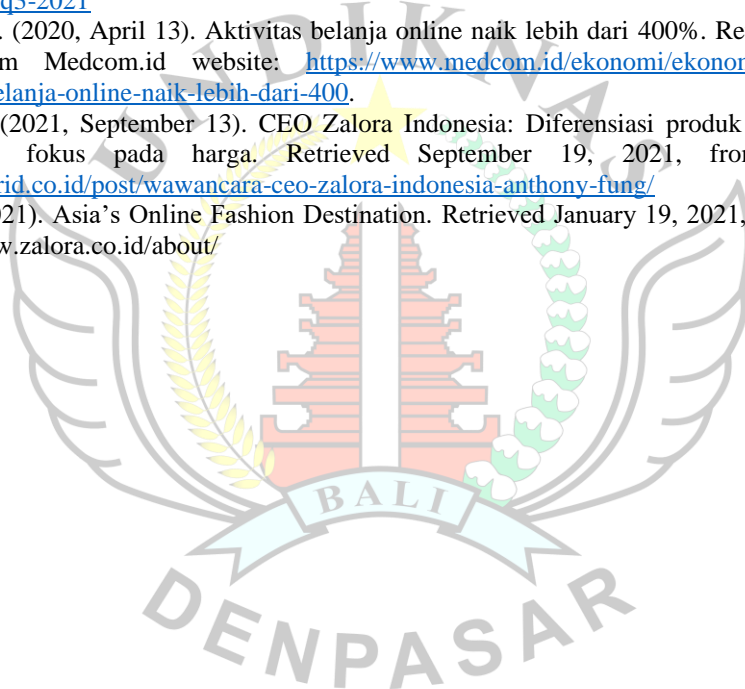 q3-2021
. (2020, April 13). Aktivitas belanja online naik lebih dari 400%. Re
m Medcom.id website: https://www.medcom.id/ekonomi/ekonom
elanja-online-naik-lebih-dari-400.
(2021, September 13). CEO Zalora Indonesia: Diferensiasi produk
fokus pada harga. Retrieved September 19, 2021, from
rid.co.id/post/wawancara-ceo-zalora-indonesia-anthony-fung/
021). Asia’s Online Fashion Destination. Retrieved January 19, 2021,
w.zalora.co.id/about/
UNDIKNAS
BALI
DENPASAR